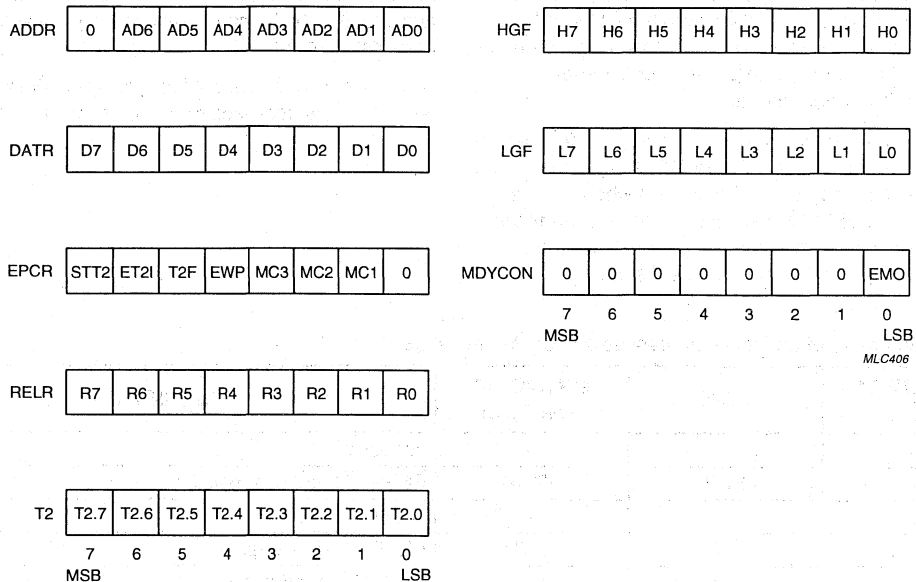 ADDR 0 AD6 AD5 AD4 AD3 AD2 AD1 AD0
DATR D7 D6 D5 D4 D3 D2 D1 D0
EPCR STT2 ET2I T2F EWP MC3 MC2 MC1 0
RELR R7 R6 R5 R4 R3 R2 R1 R0
T2 T2.7 T2.6 T2.5 T2.4 T2.3 T2.2 T2.1 T2.0
7 6 5 4 3 2 1 0
MSB LSB
HGF H7 H6 H5 H4 H3 H2 H1 H0
LGF L7 L6 L5 L4 L3 L2 L1 L0
MDYCON 0 0 0 0 0 0 0 EMO
7 6 5 4 3 2 1 0
MSB LSB
MLC406